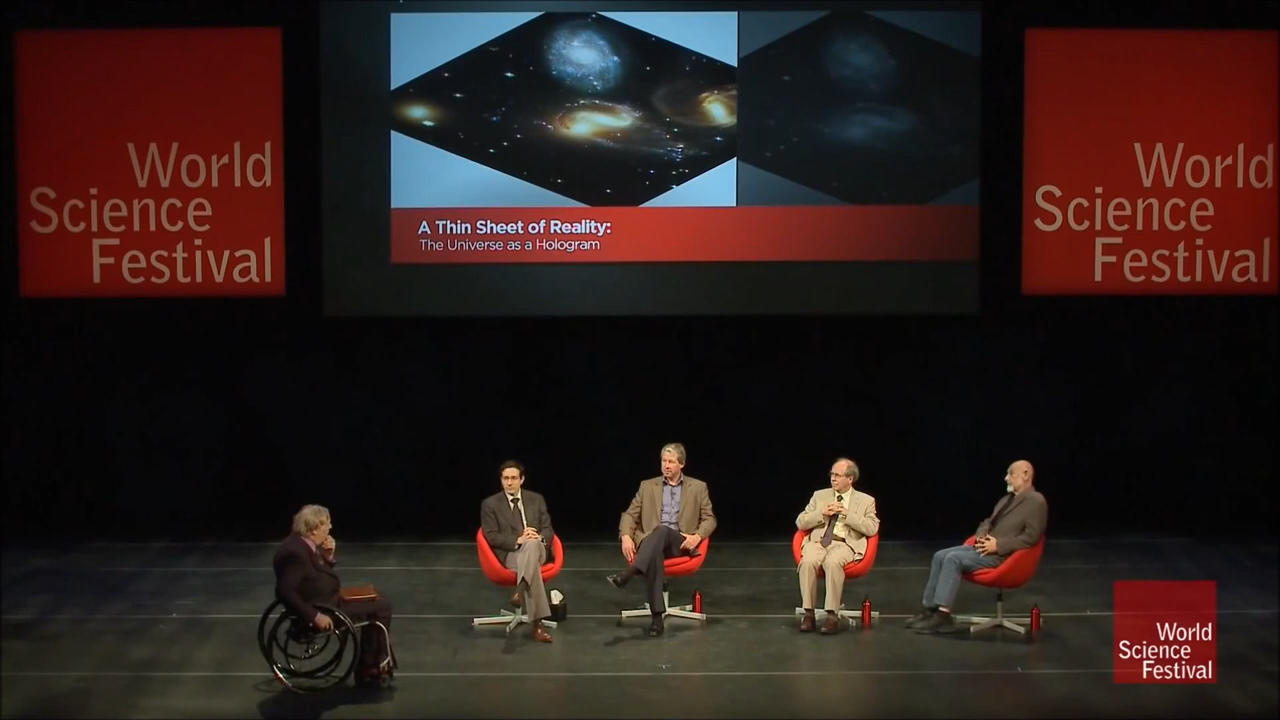 World
Science
Festival
A Thin Sheet of Reality:
The Universe as a Hologram
World
Science
Festival
World
Science
Festival